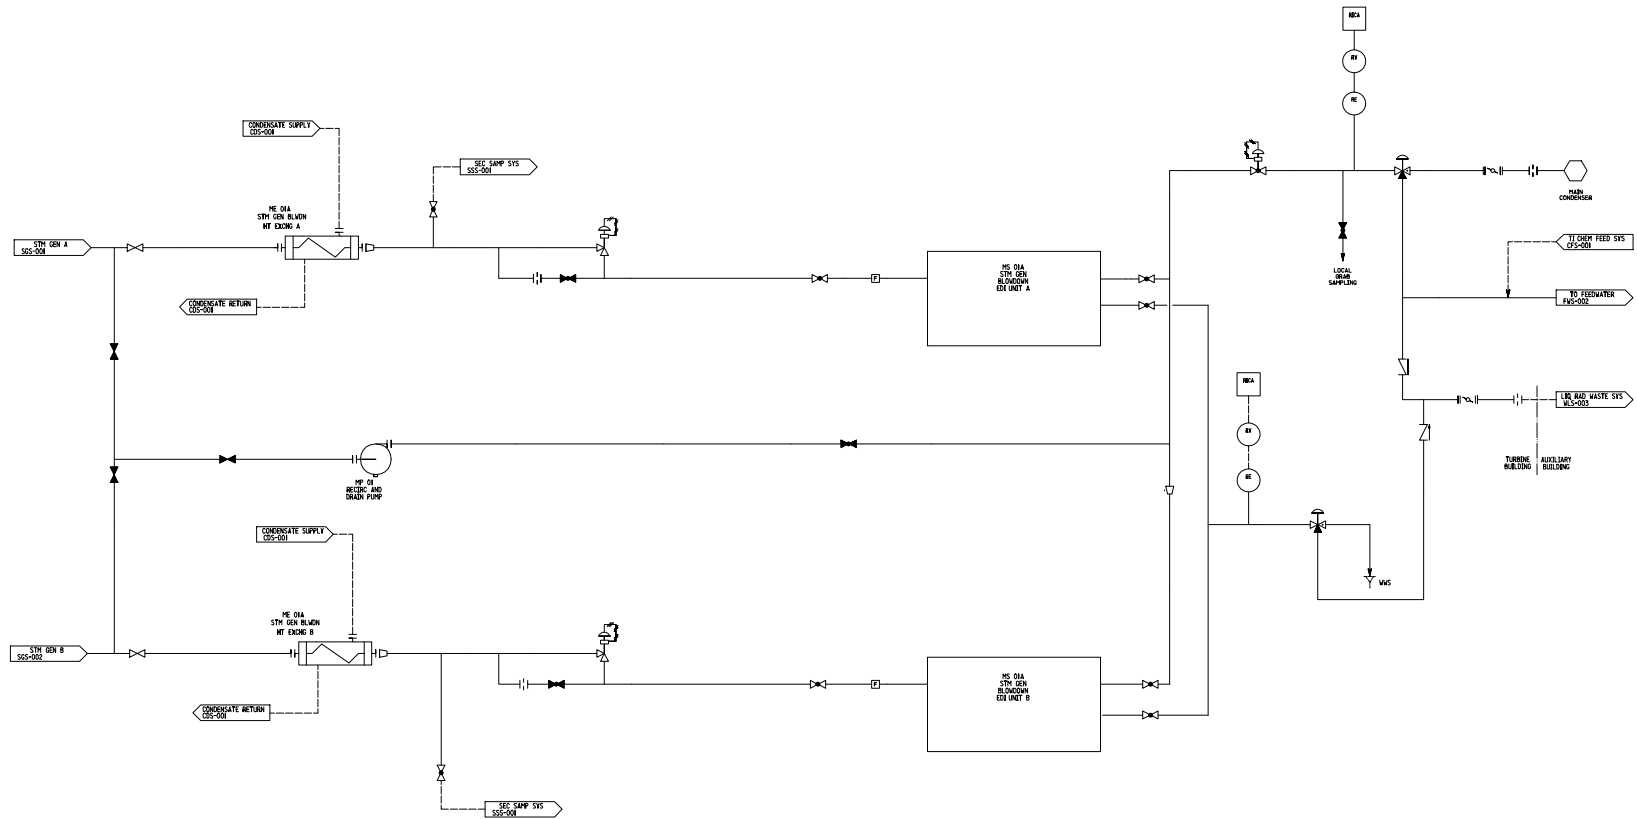 RICA
RY
RE
CONDENSATE SUPPLY
CDS-001
SEC SAMP SYS
SSS-001
ME 01A
STM GEN BLWDN
HT EXCHG A
STM GEN A
SGS-001
CONDENSATE RETURN
CDS-001
MAIN
CONDENSER
TI CHEM FEED SYS
CFS-001
MS 01A
STM GEN
BLOWDOWN
EDI UNIT A
F
LOCAL
GRAB
SAMPLING
TO FEEDWATER
FWS-002
RICA
LIQ RAD WASTE SYS
WLS-003
RY
RE
TURBINE
BUILDING
AUXILIARY
BUILDING
MP 01
RECIRC AND
DRAIN PUMP
CONDENSATE SUPPLY
CDS-001
WWS
ME 01A
STM GEN BLWDN
HT EXCHG B
STM GEN B
SGS-002
MS 01A
STM GEN
BLOWDOWN
EDI UNIT B
F
CONDENSATE RETURN
CDS-001
SEC SAMP SYS
SSS-001